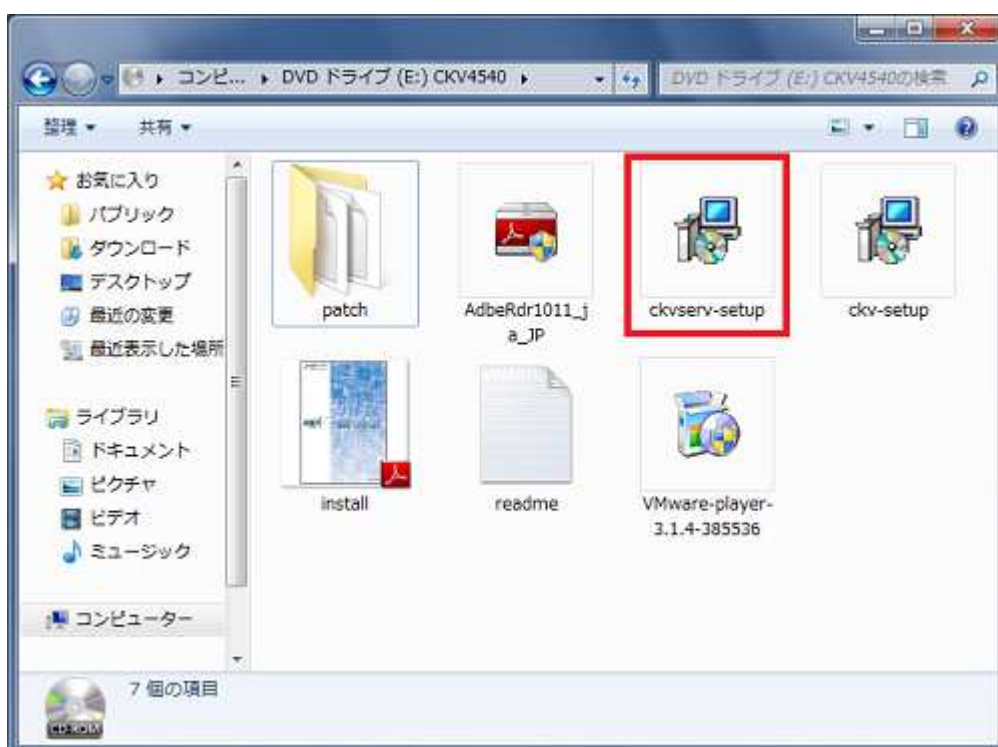 コンピ... ▸ DVD ドライブ (E:) CKV4540 ▸
DVD ドライブ (E:) CKV4540の検索
整理 ▾ 共有 ▾
お気に入り
パブリック
ダウンロード
デスクトップ
最近の変更
最近表示した場所
ライブラリ
ドキュメント
ピクチャ
ビデオ
ミュージック
コンピューター
patch
AdbeRdr1011_j
a_JP
ckvserv-setup
ckv-setup
install
readme
VMware-player-
3.1.4-385536
7 個の項目
CD-ROM